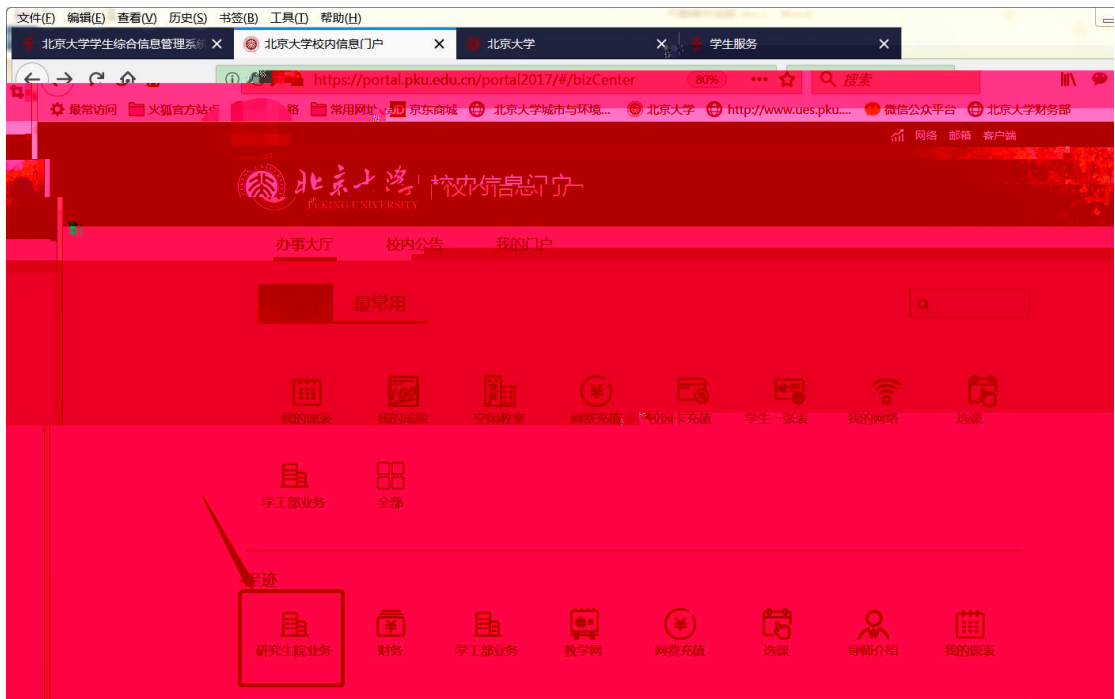 文件(F) 编辑(E) 查看(V) 历史(S) 书签(B) 工具(T) 帮助(H)
北京大学学生综合信息管理系统 北京大学校内信息门户 北京大学 学生服务
https://portal.pku.edu.cn/portal2017/#/bizCenter 80% 搜索
最常访问 火狐官方站点 路 常用网址 JD 京东商城 北京大学城市与环境... 北京大学 http://www.ues.pku.... 微信公众平台 北京大学财务部
网络 邮箱 客户端
北京大学 校内信息门户
PEKING UNIVERSITY
办事大厅 校内公告 我的门户
最常用
我的课表 我的成绩 空闲教室 网费充值 校园卡充值 学生一张表 我的网络 选课
学工部业务 全部
足迹
研究生院业务 财务 学工部业务 教学网 网费充值 选课 导师介绍 我的课表